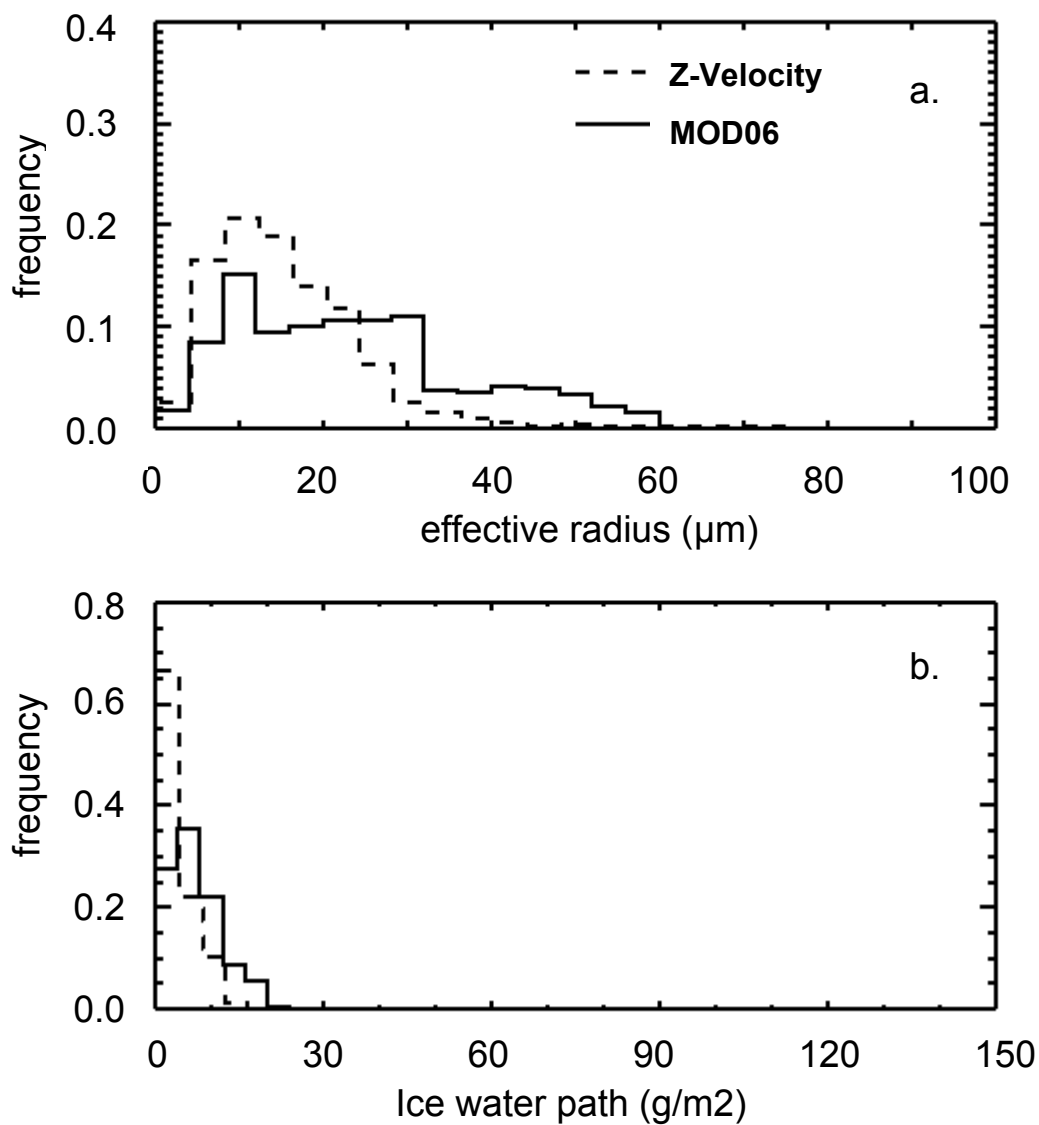 0.4
Z-Velocity
a.
MOD06
0.3
frequency
0.2
0.1
0.0
0 20 40 60 80 100
effective radius (µm)
0.8
b.
0.6
frequency
0.4
0.2
0.0
0 30 60 90 120 150
Ice water path (g/m2)